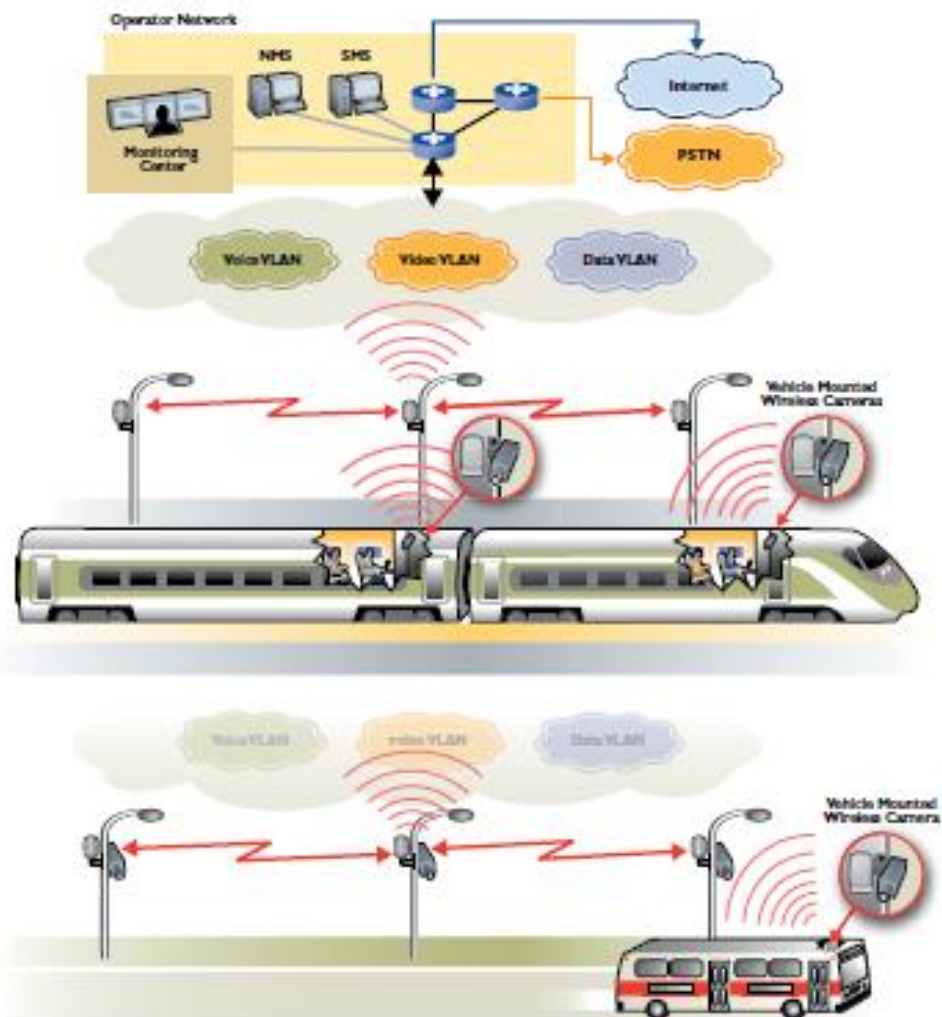 Operator Network
NMS
SMS
Internet
Monitoring
Center
PSTN
Voice VLAN
Video VLAN
Data VLAN
Vehicle Mounted
Wireless Cameras
Voice VLAN
Video VLAN
Data VLAN
Vehicle Mounted
Wireless Camera